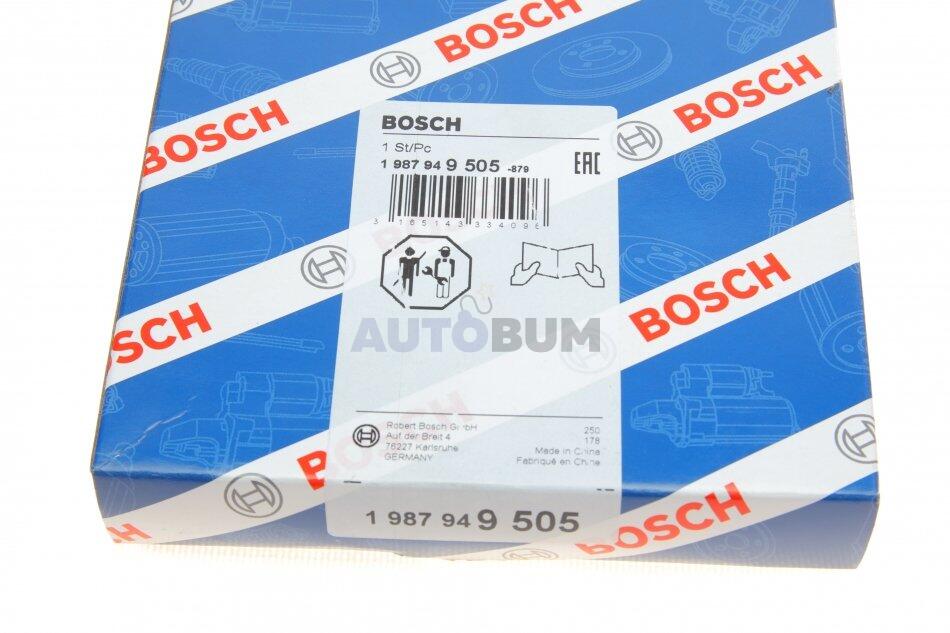 BOSCH
BOSCH
BOSCH
BOSCH
1 St/Pc
1 987 94 9 505 -879
EAC
3 165143 334096
BOSCH
BOSCH
AUTOBUM
BOSCH
Robert Bosch GmbH
Auf der Breit 4
76227 Karlsruhe
GERMANY
250
178
Made in China
Fabriqué en Chine
1 987 94 9 505
BOSCH